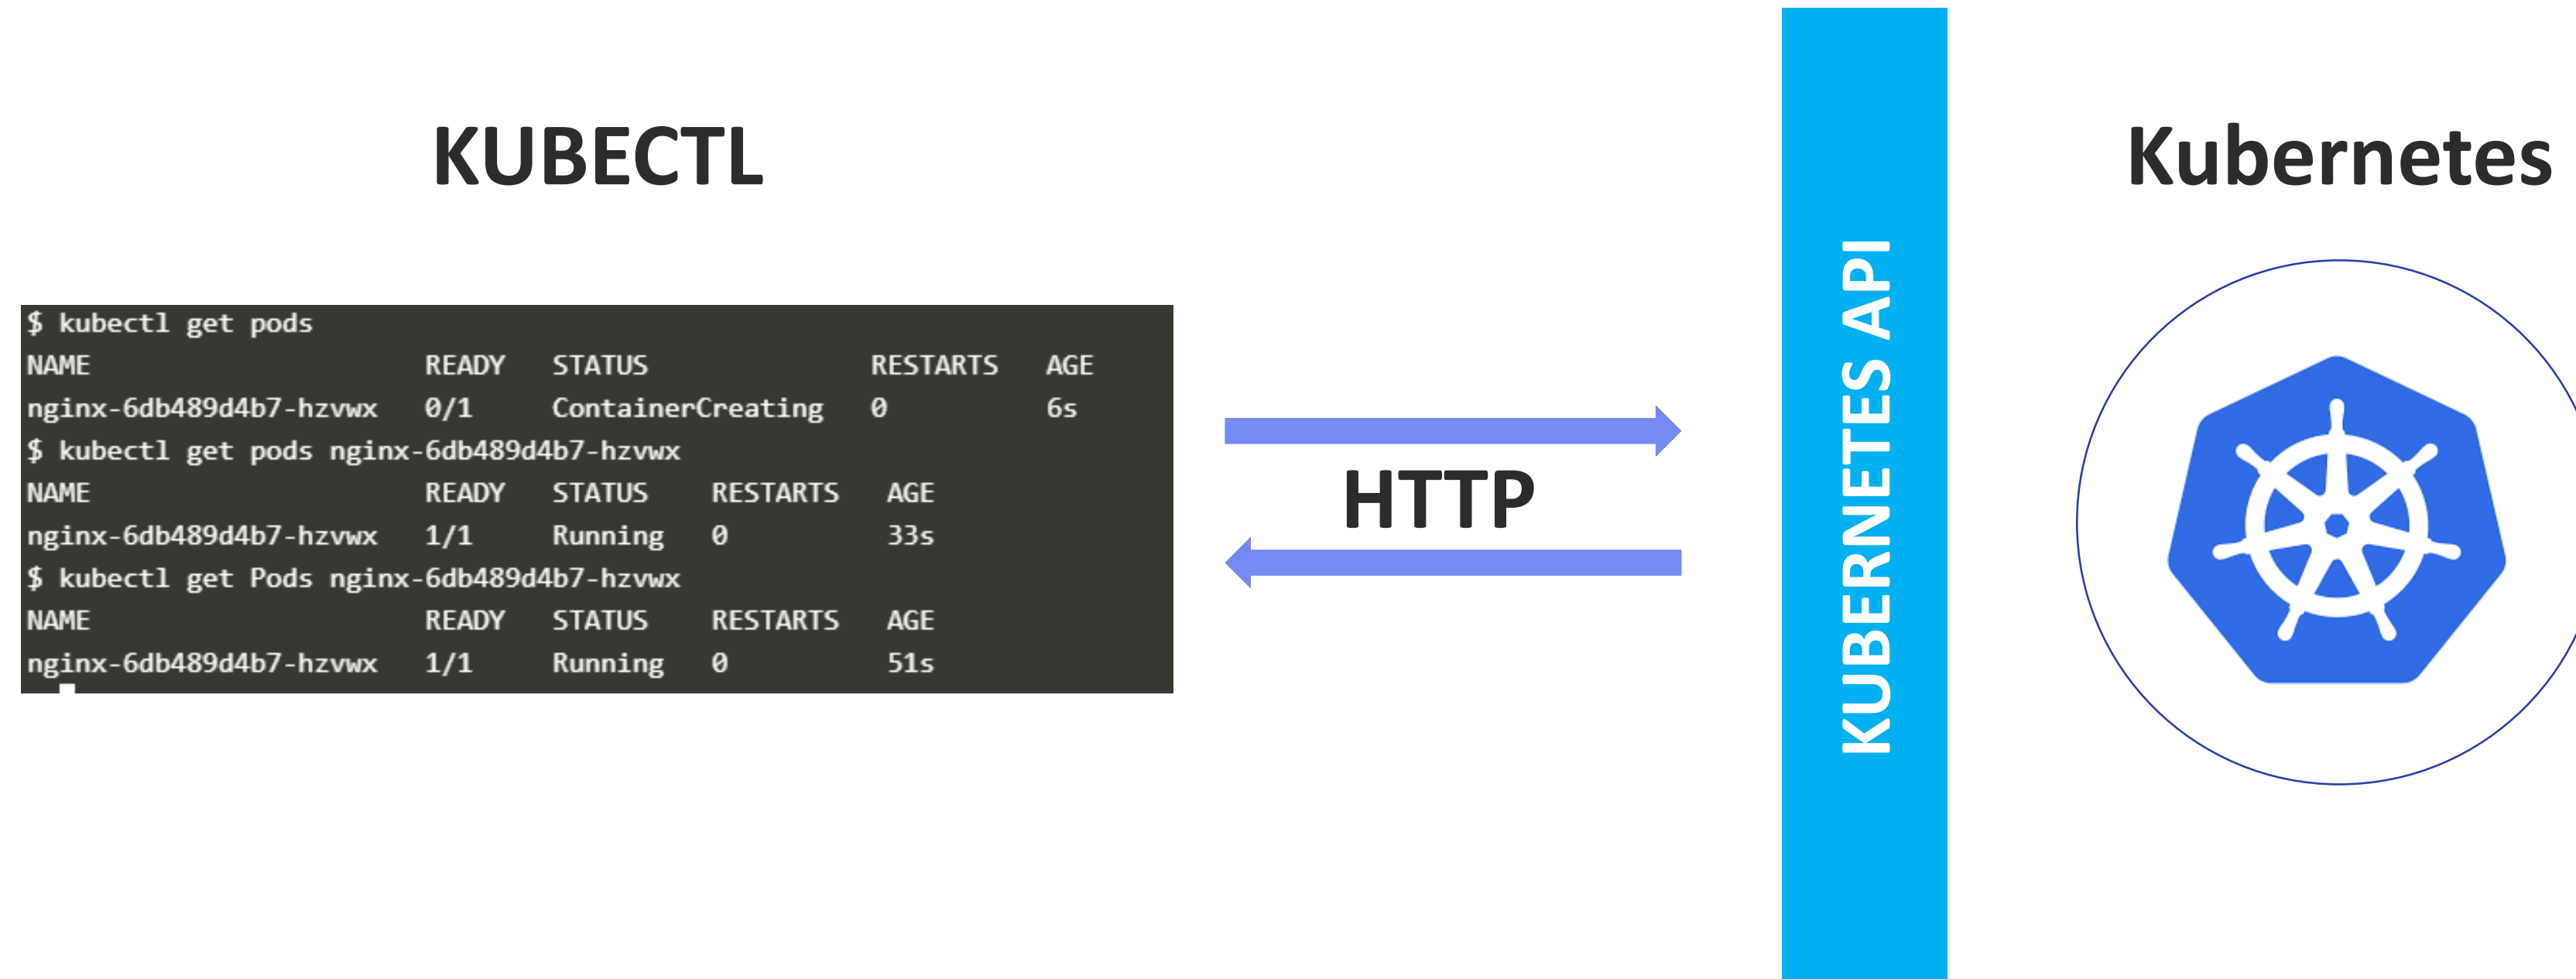 KUBECTL
$ kubectl get pods
NAME READY STATUS RESTARTS AGE
nginx-6db489d4b7-hzvwx 0/1 ContainerCreating 0 6s
$ kubectl get pods nginx-6db489d4b7-hzvwx
NAME READY STATUS RESTARTS AGE
nginx-6db489d4b7-hzvwx 1/1 Running 0 33s
$ kubectl get Pods nginx-6db489d4b7-hzvwx
NAME READY STATUS RESTARTS AGE
nginx-6db489d4b7-hzvwx 1/1 Running 0 51s
HTTP
KUBERNETES API
Kubernetes